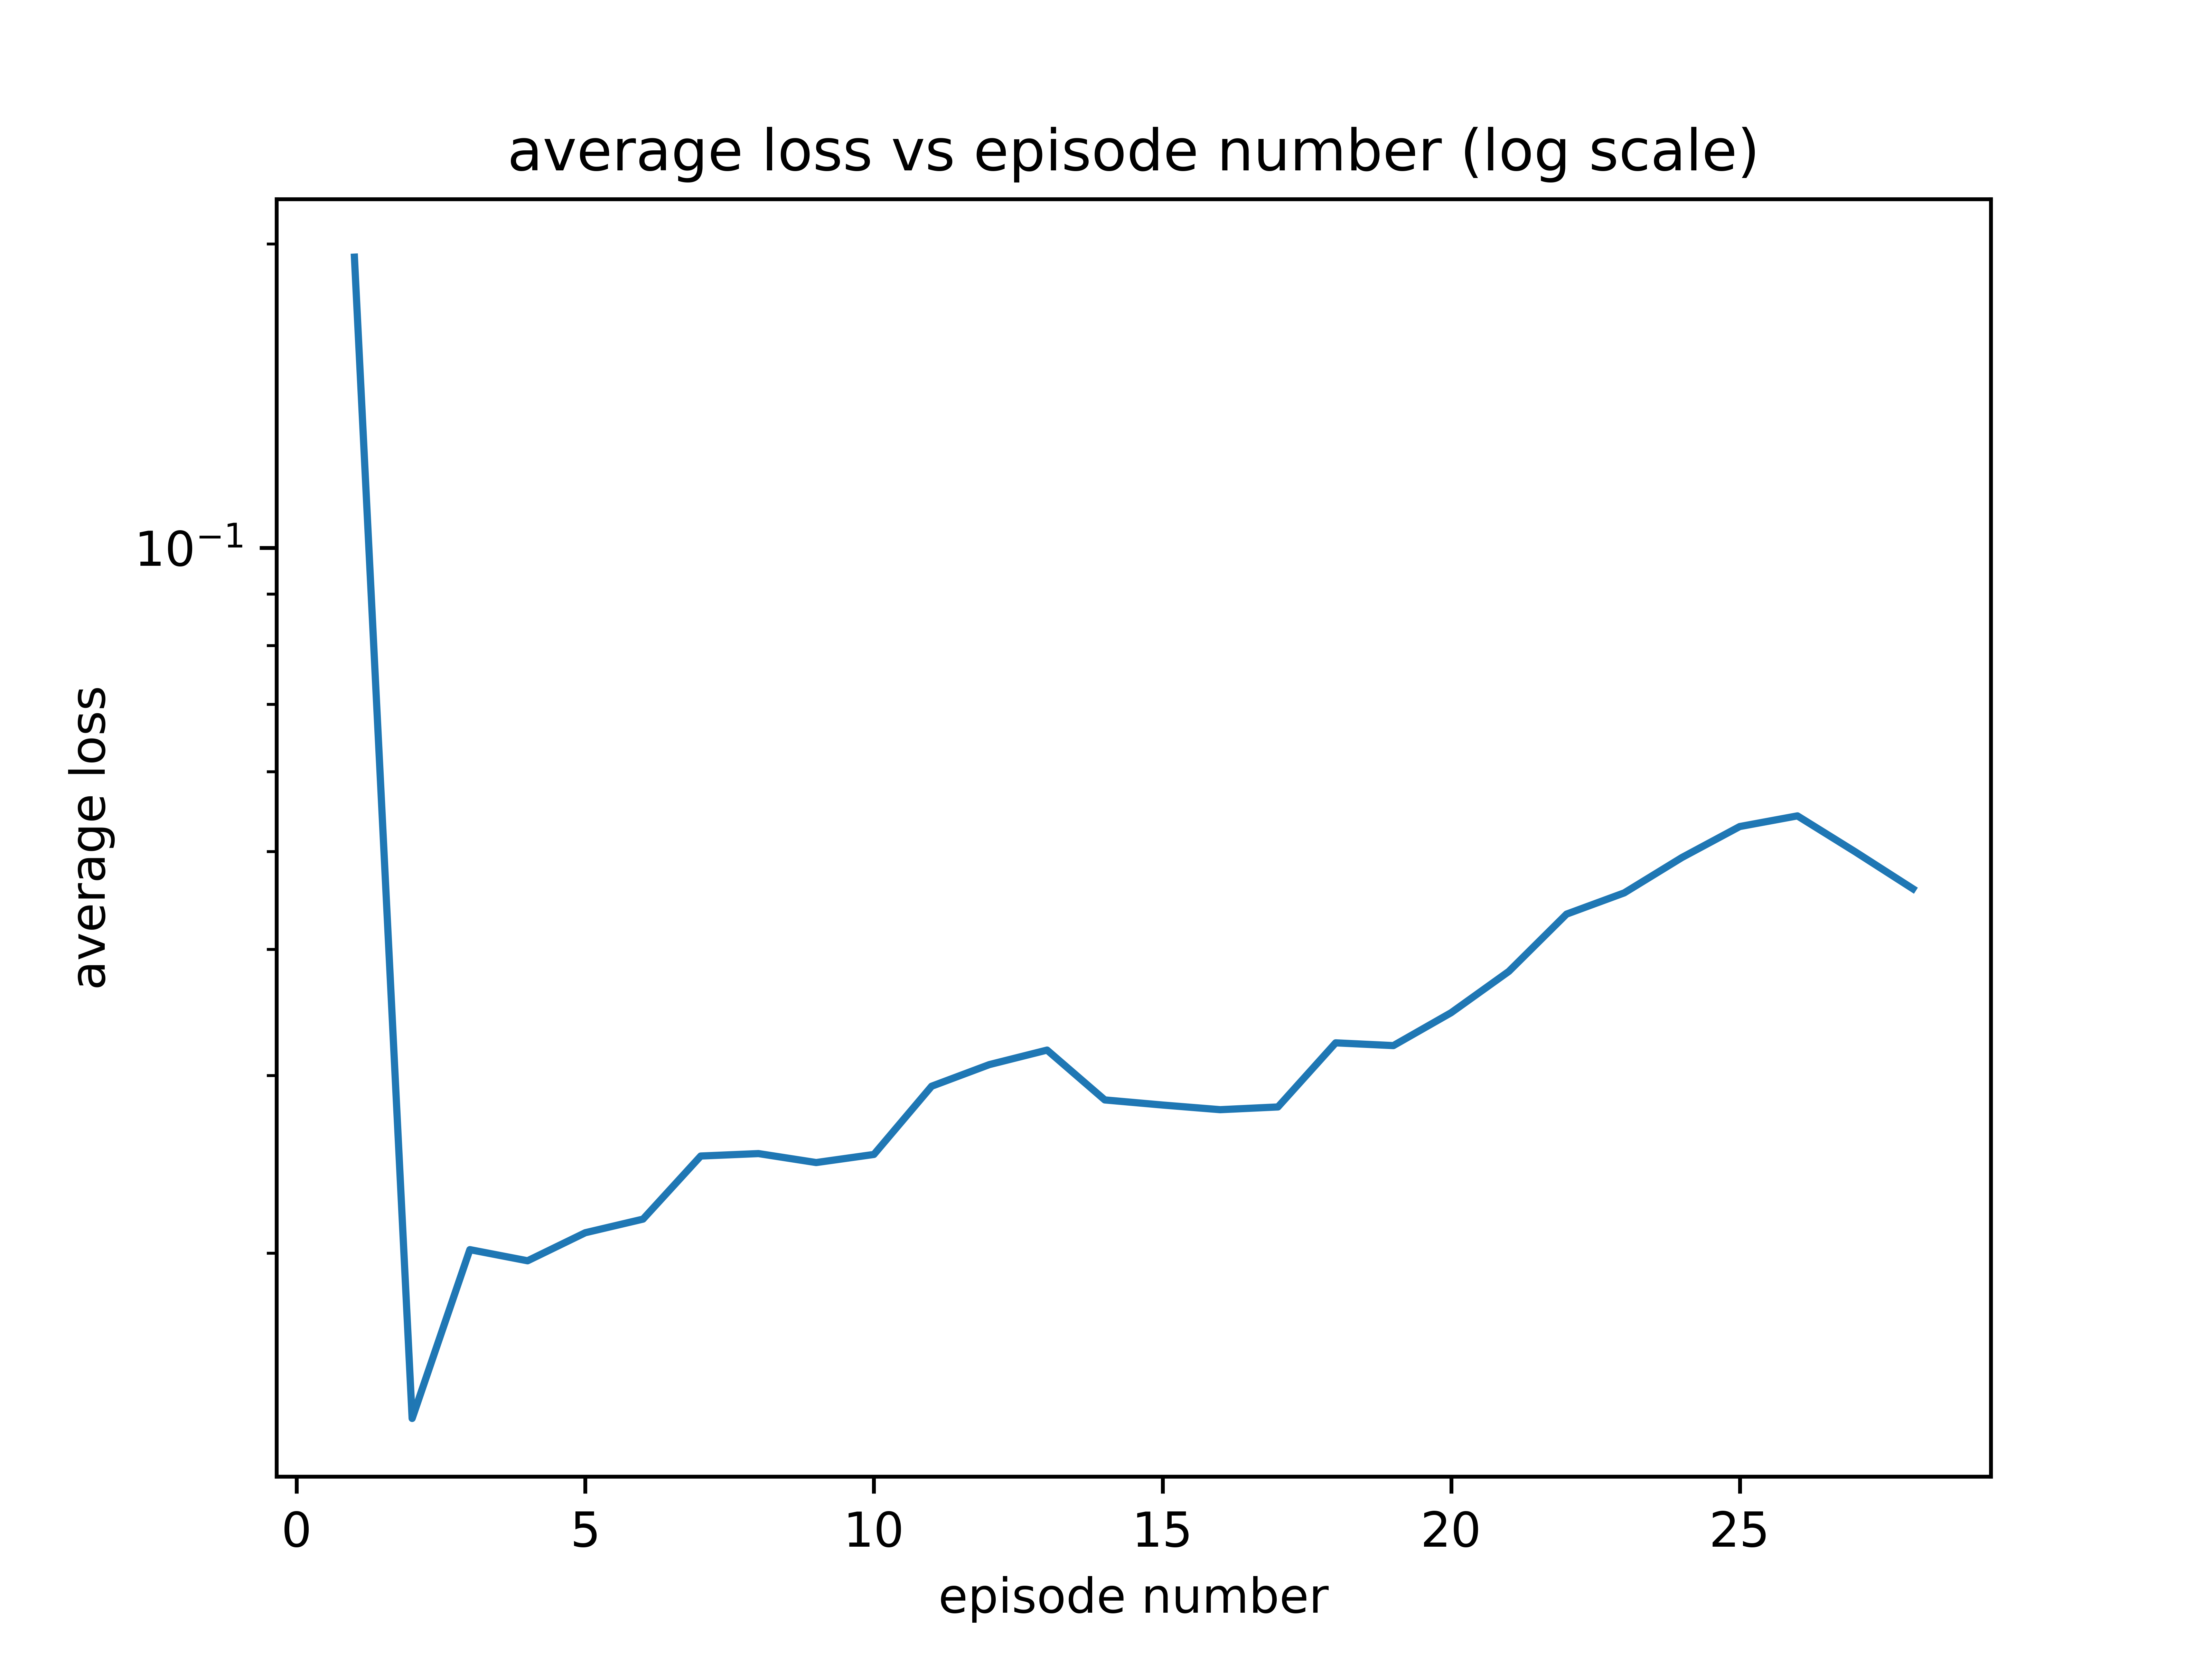 average loss vs episode number (log scale)
10⁻¹
average loss
0 5 10 15 20 25
episode number